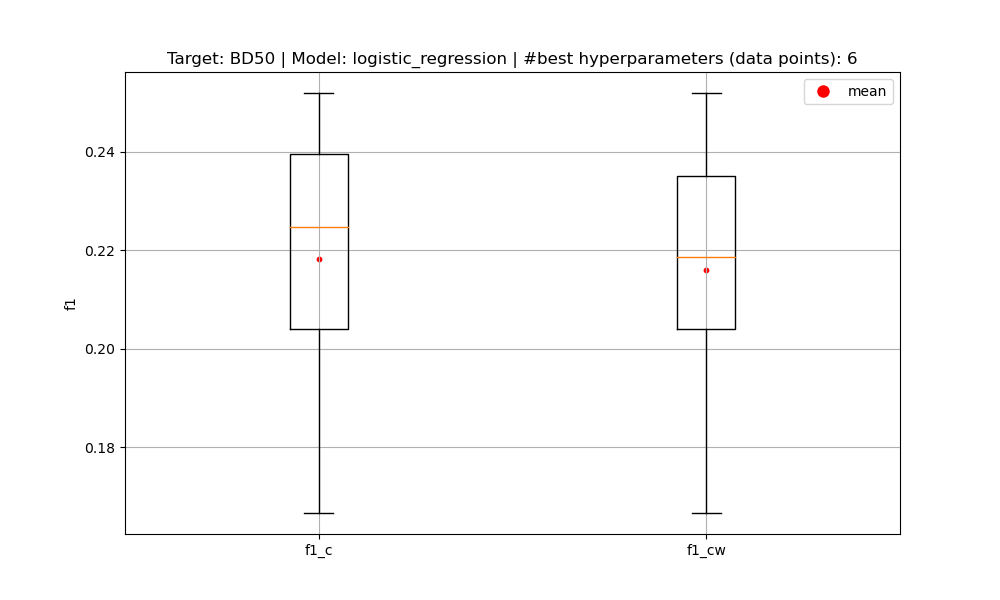 Target: BD50 | Model: logistic_regression | #best hyperparameters (data points): 6
mean
0.24
0.22
0.20
0.18
f1
f1_c
f1_cw